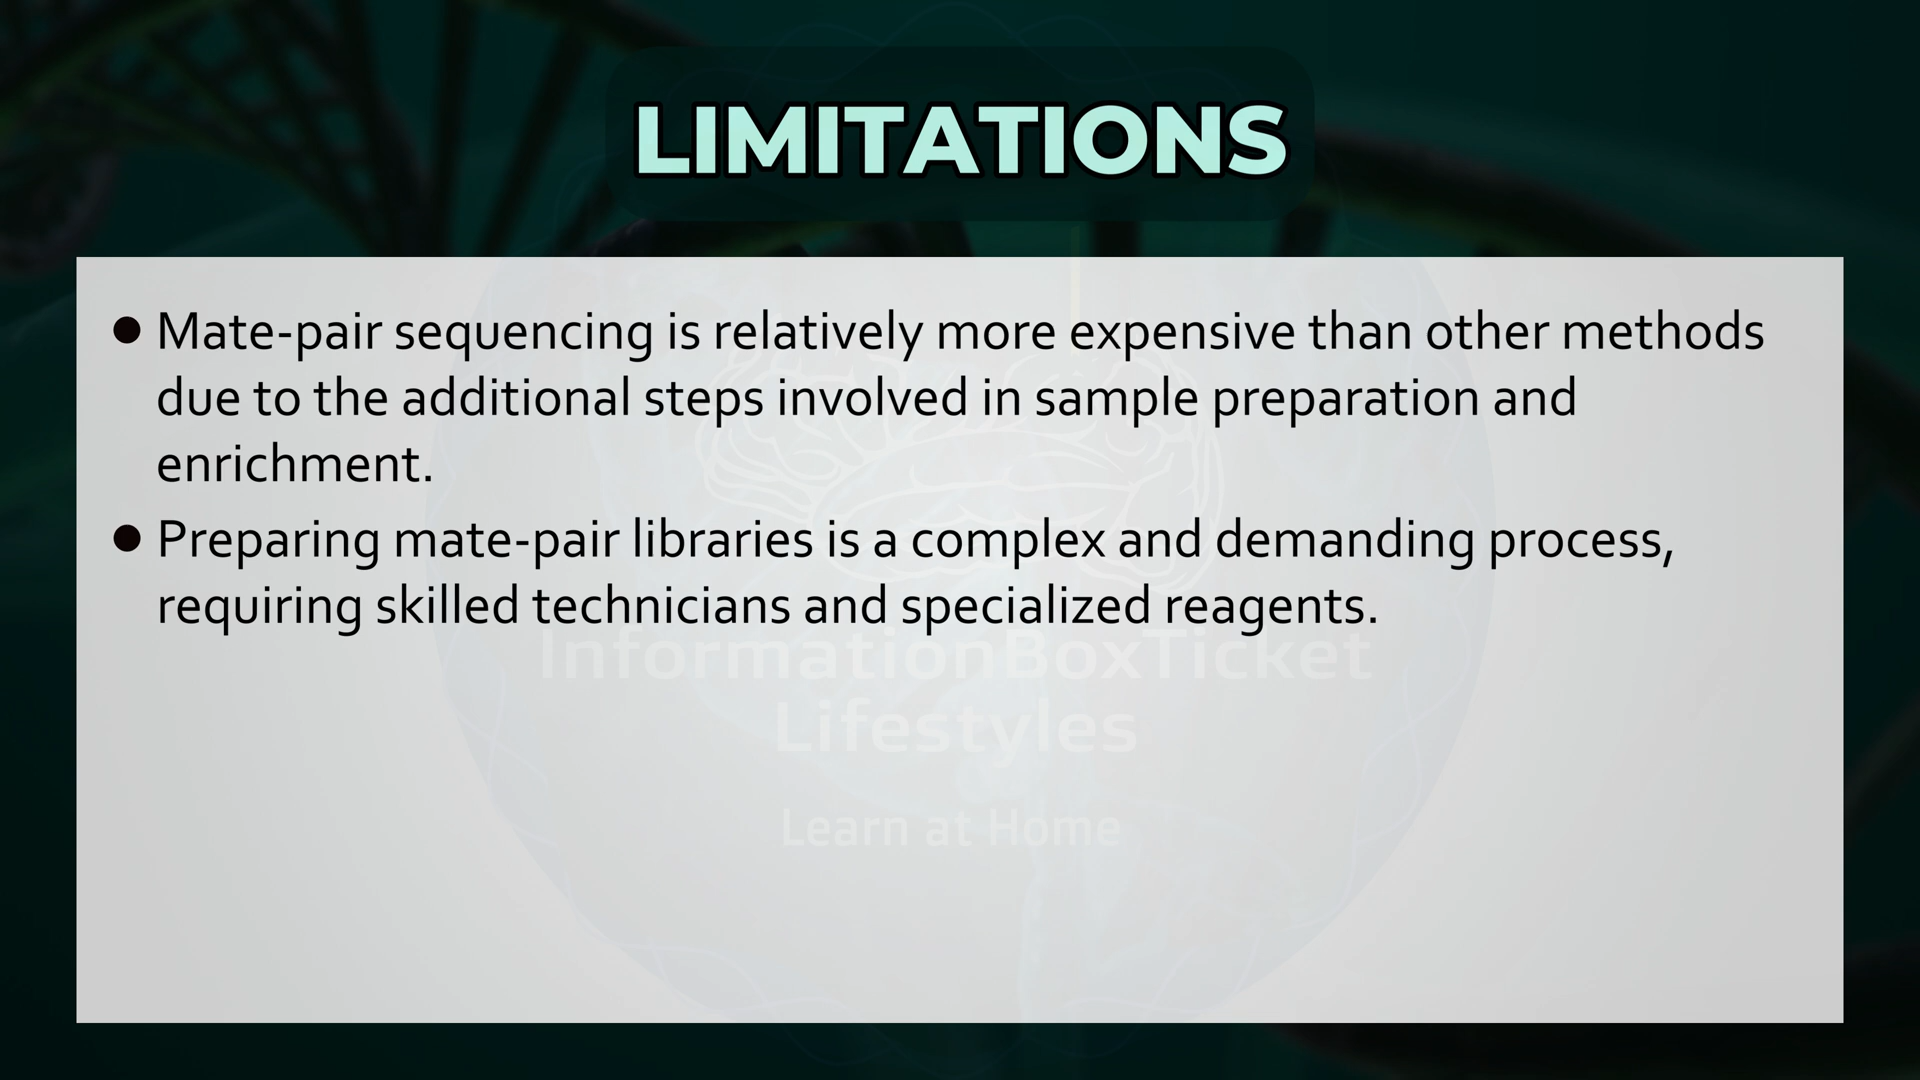 LIMITATIONS
● Mate-pair sequencing is relatively more expensive than other methods
due to the additional steps involved in sample preparation and
enrichment.
● Preparing mate-pair libraries is a complex and demanding process,
requiring skilled technicians and specialized reagents.
InformationBoxTicket
Lifestyles
Learn at Home